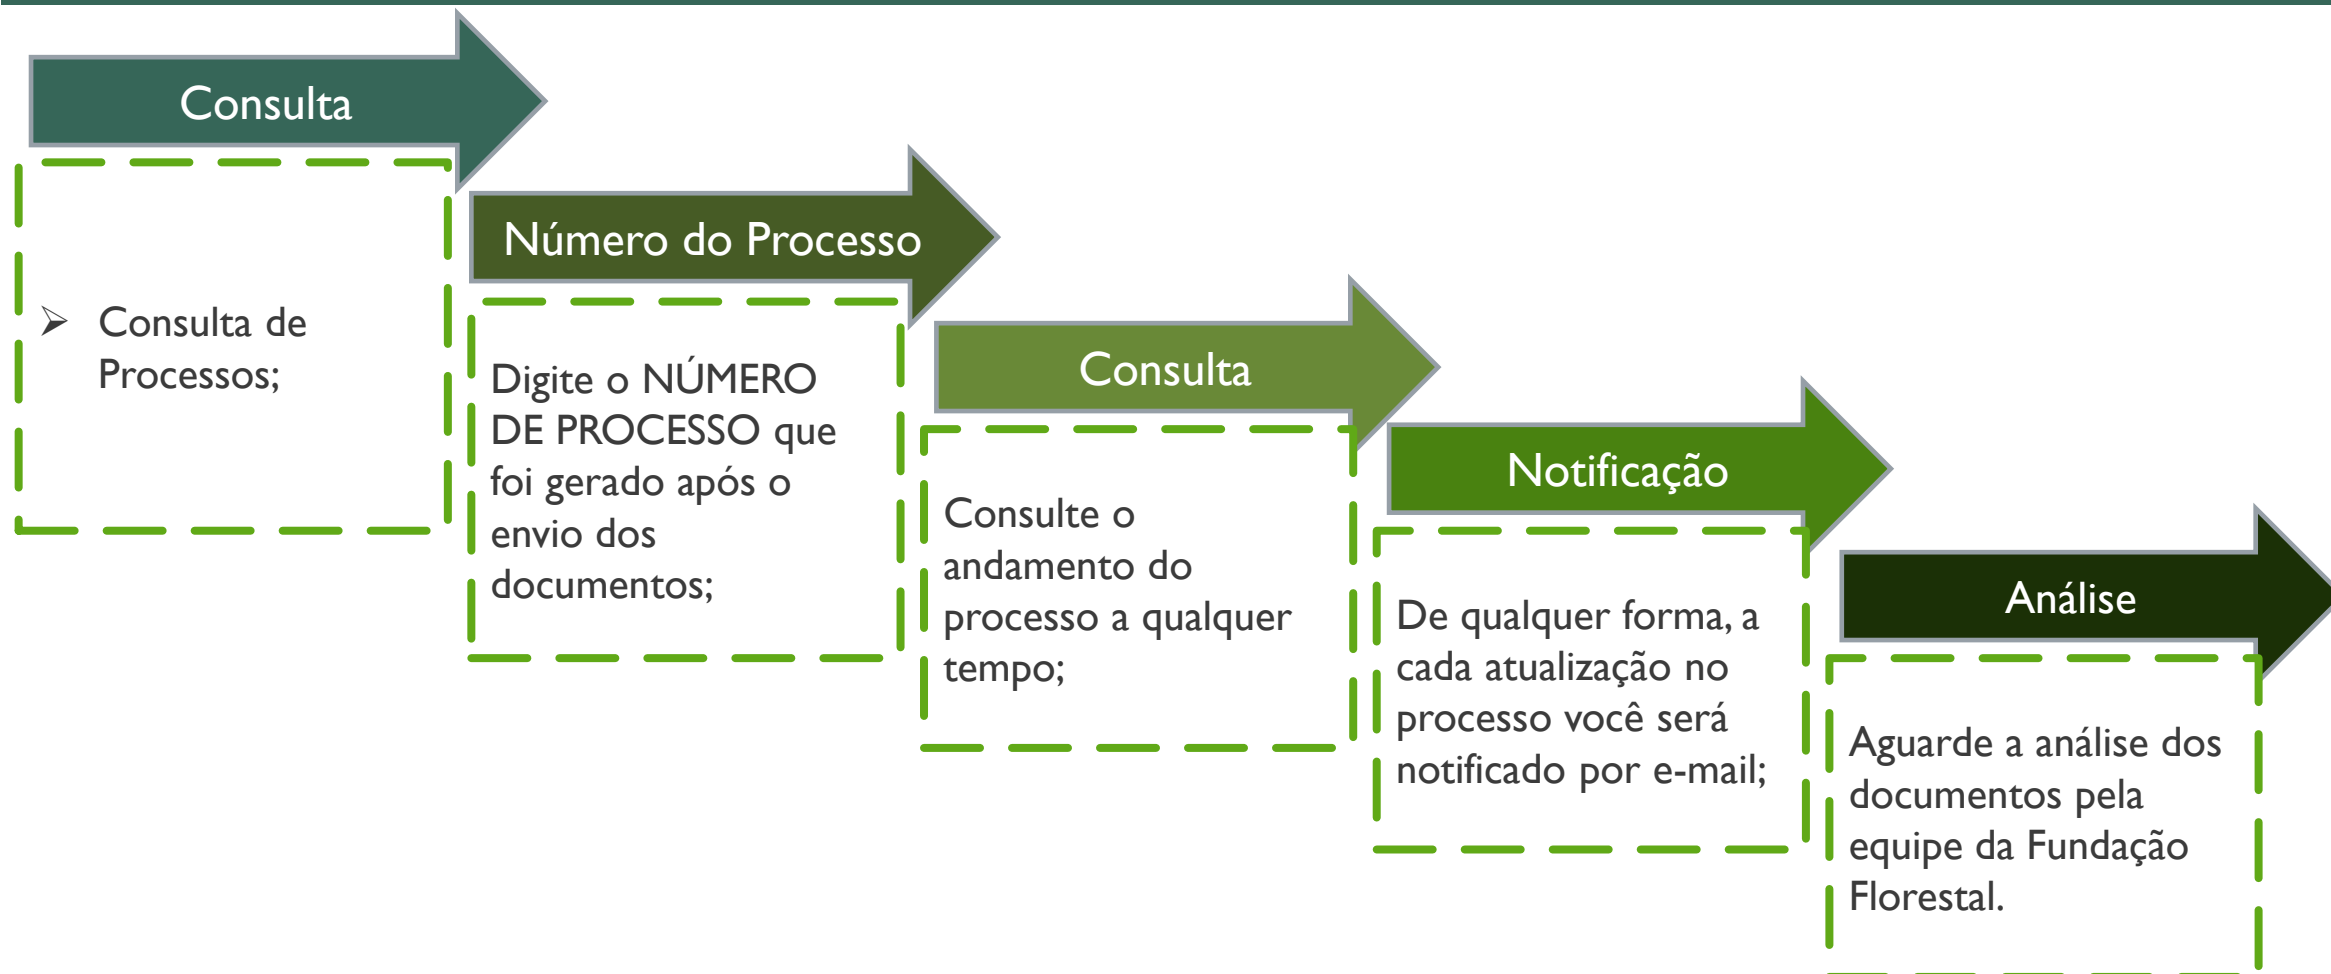 Consulta
➢ Consulta de
Processos;
Número do Processo
Digite o NÚMERO
DE PROCESSO que
foi gerado após o
envio dos
documentos;
Consulta
Consulte o
andamento do
processo a qualquer
tempo;
Notificação
De qualquer forma, a
cada atualização no
processo você será
notificado por e-mail;
Análise
Aguarde a análise dos
documentos pela
equipe da Fundação
Florestal.